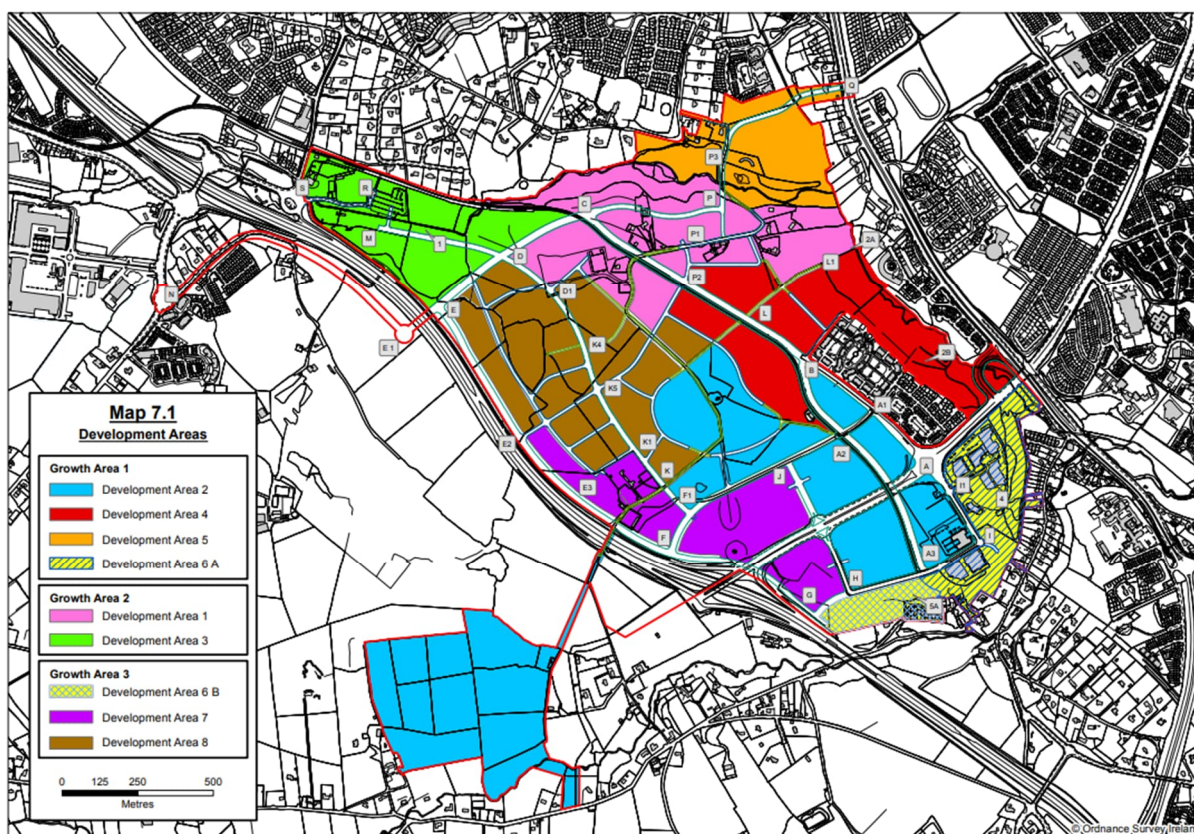 Q
P3
S
R
C
P
M
1
D
P1
2A
L1
P2
N
D1
E
L
E 1
K4
2B
B
K5
A1
E2
K1
A2
A
K
J
I1
E3
F1
4
F
I
A3
H
G
5A
Map 7.1
Development Areas
Growth Area 1
Development Area 2
Development Area 4
Development Area 5
Development Area 6 A
Growth Area 2
Development Area 1
Development Area 3
Growth Area 3
Development Area 6 B
Development Area 7
Development Area 8
0 125 250 500
Metres
© Ordnance Survey Ireland